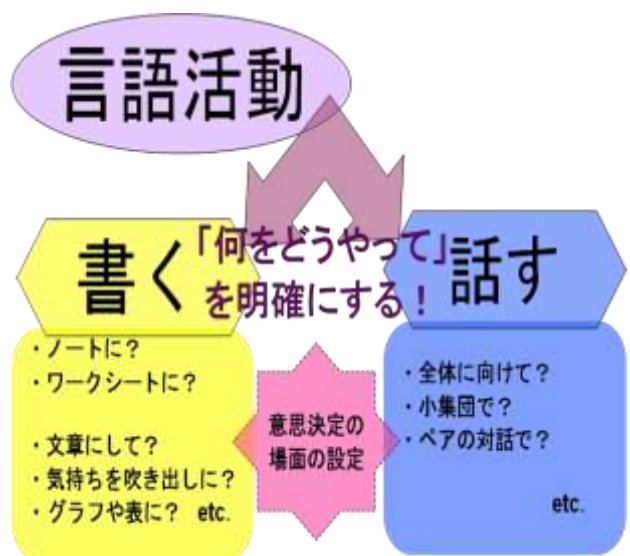 言語活動
「何をどうやって」
を明確にする！
書く
・ノートに？
・ワークシートに？
・文章にして？
・気持ちを吹き出しに？
・グラフや表に？ etc.
意思決定の
場面の設定
話す
・全体に向けて？
・小集団で？
・ペアの対話で？
etc.